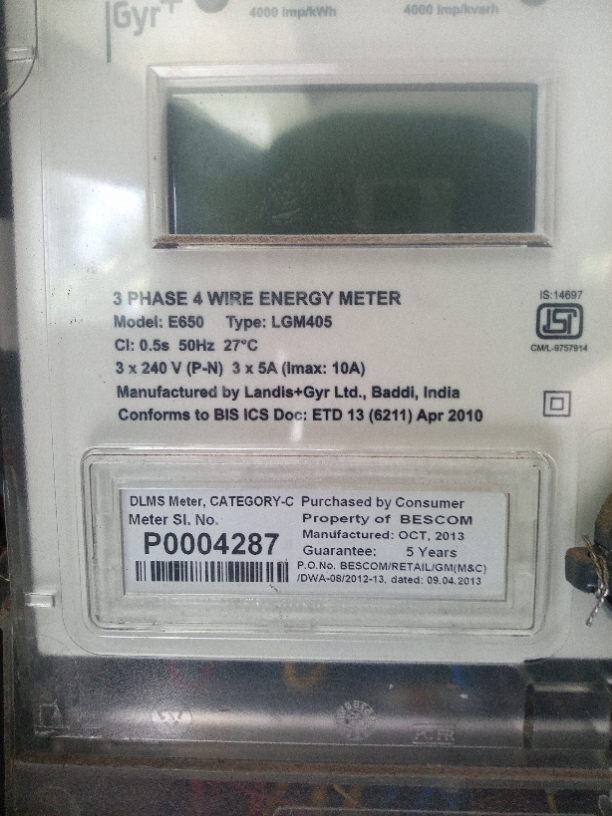 Gyr+
4000 imp/kWh 4000 imp/kvarh
3 PHASE 4 WIRE ENERGY METER
Model: E650 Type: LGM405
Cl: 0.5s 50Hz 27°C
3 x 240 V (P-N) 3 x 5A (Imax: 10A)
Manufactured by Landis+Gyr Ltd., Baddi, India
Conforms to BIS ICS Doc: ETD 13 (6211) Apr 2010
IS:14697
ISI
CM/L-9757914
DLMS Meter, CATEGORY-C Purchased by Consumer
Meter Sl. No. Property of BESCOM
P0004287
Manufactured: OCT, 2013
Guarantee: 5 Years
P.O.No. BESCOM/RETAIL/GM(M&C)
/DWA-08/2012-13, dated: 09.04.2013